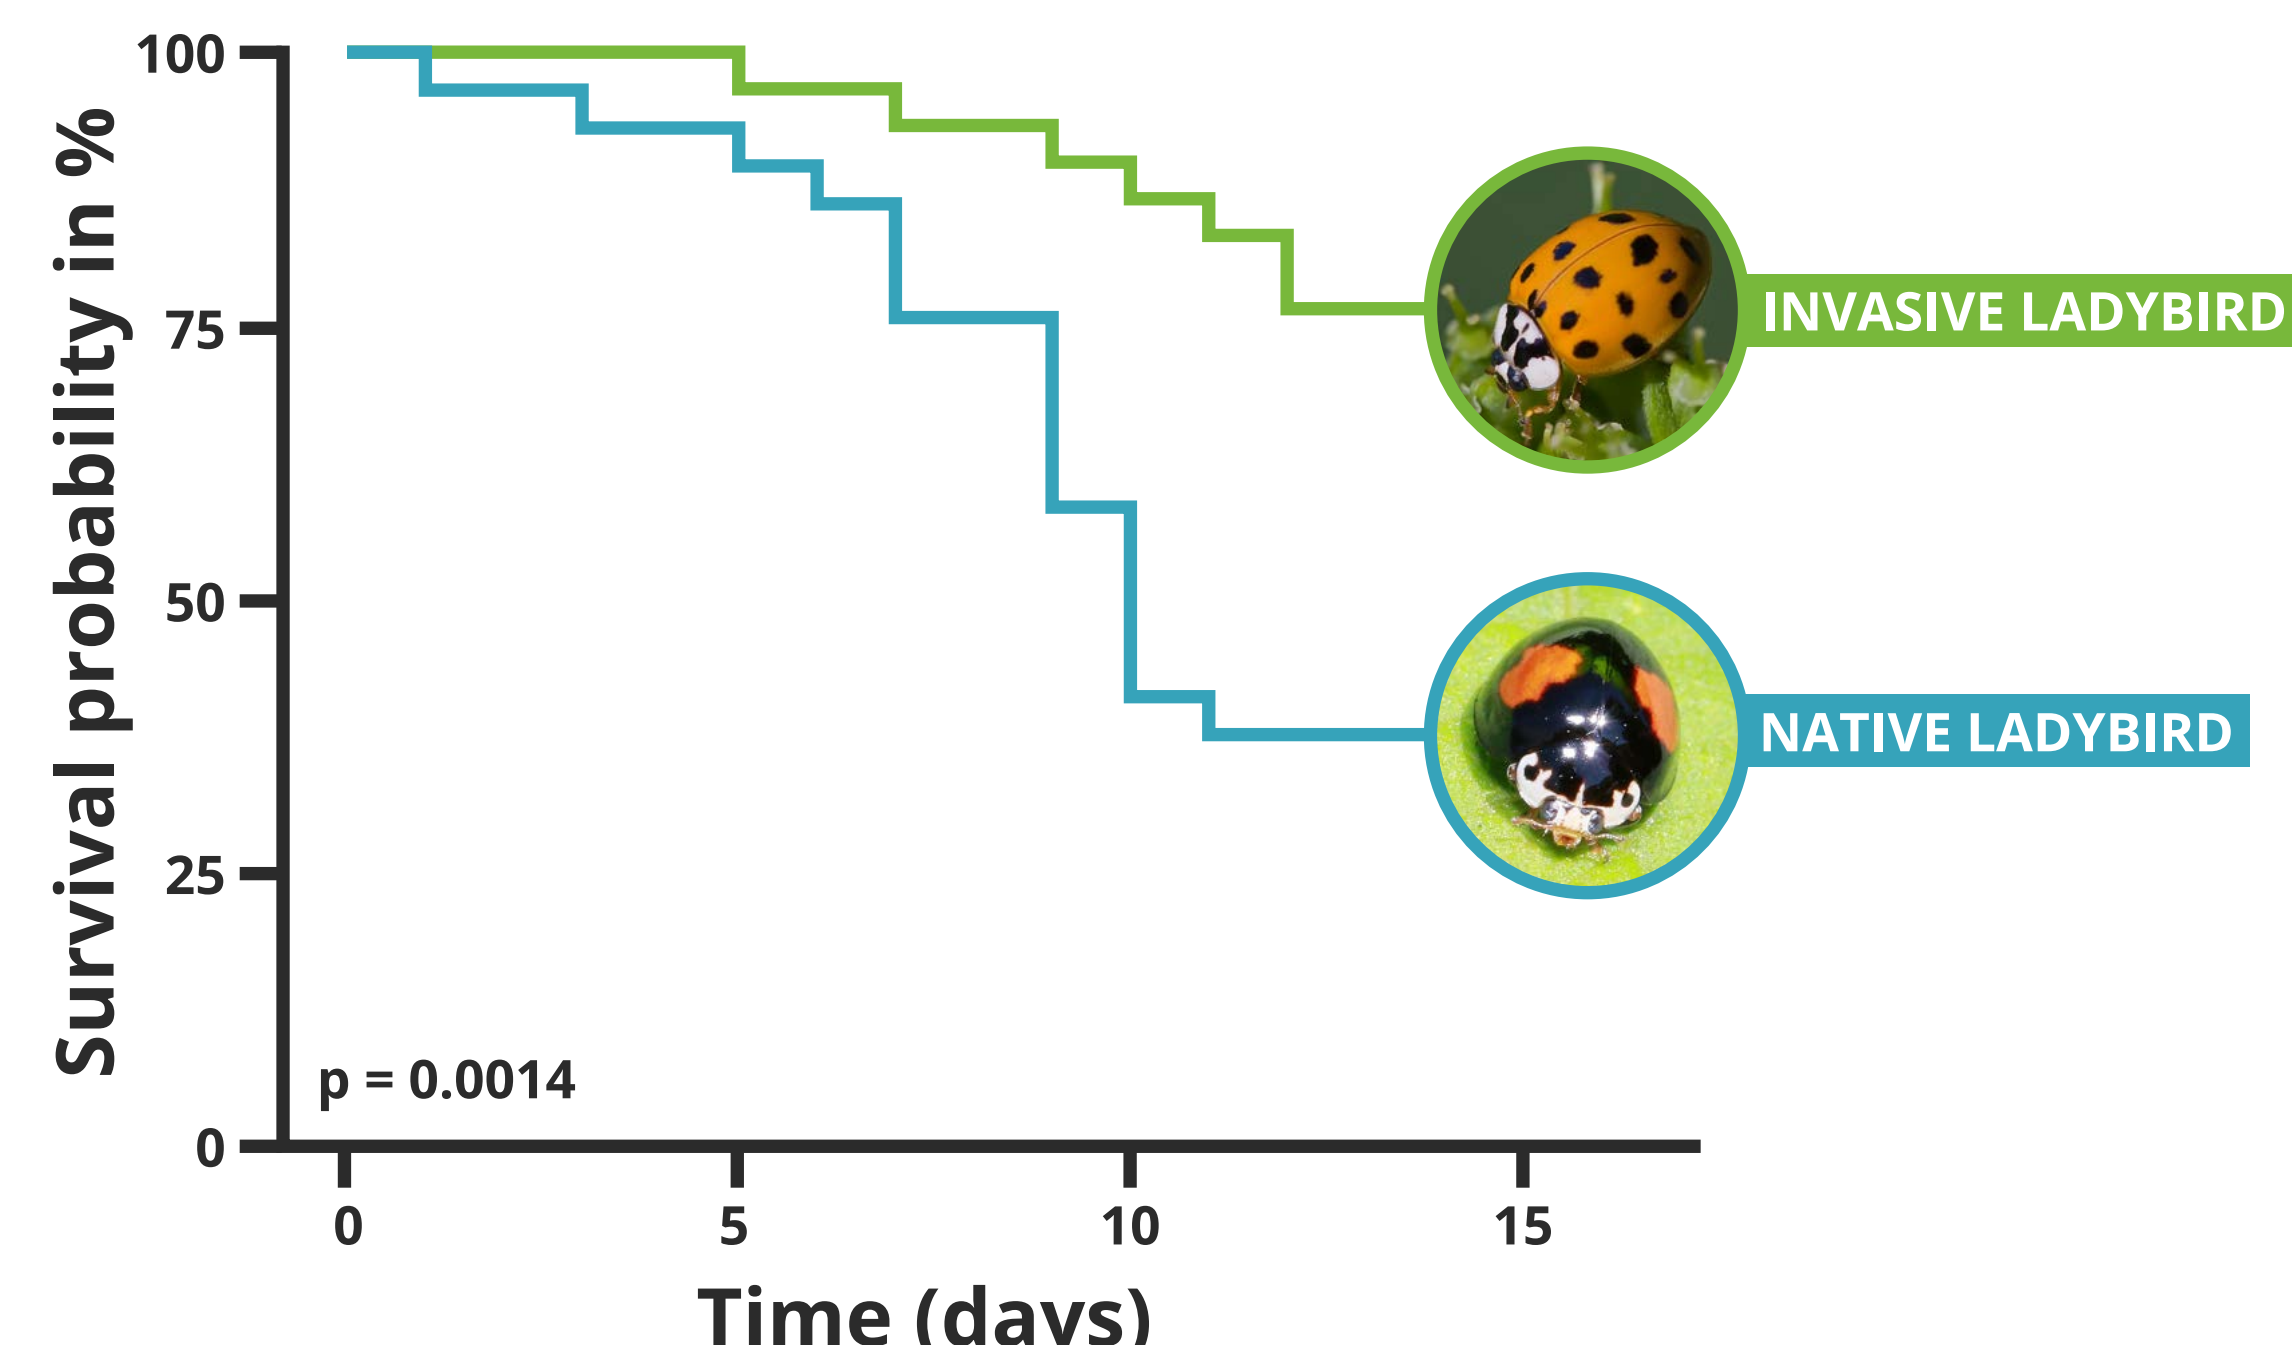 Survival probability in %
100
75
50
25
0
INVASIVE LADYBIRD
NATIVE LADYBIRD
p = 0.0014
0 5 10 15
Time (days)